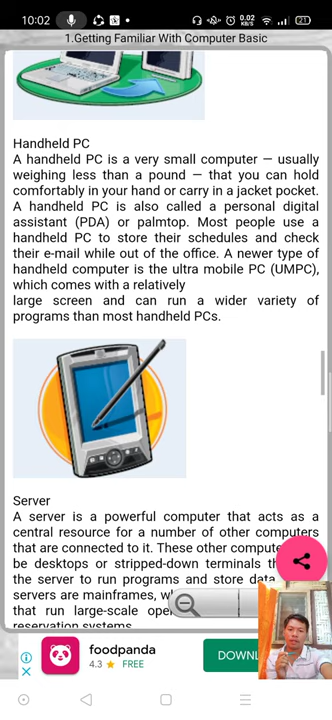 10:02
0.02
KB/S
21
1.Getting Familiar With Computer Basic
Handheld PC
A handheld PC is a very small computer — usually
weighing less than a pound — that you can hold
comfortably in your hand or carry in a jacket pocket.
A handheld PC is also called a personal digital
assistant (PDA) or palmtop. Most people use a
handheld PC to store their schedules and check
their e-mail while out of the office. A newer type of
handheld computer is the ultra mobile PC (UMPC),
which comes with a relatively
large screen and can run a wider variety of
programs than most handheld PCs.
Server
A server is a powerful computer that acts as a
central resource for a number of other computers
that are connected to it. These other compute
be desktops or stripped-down terminals th
the server to run programs and store data
servers are mainframes, w
that run large-scale ope
reservation systems
foodpanda
4.3 ★ FREE
DOWNL